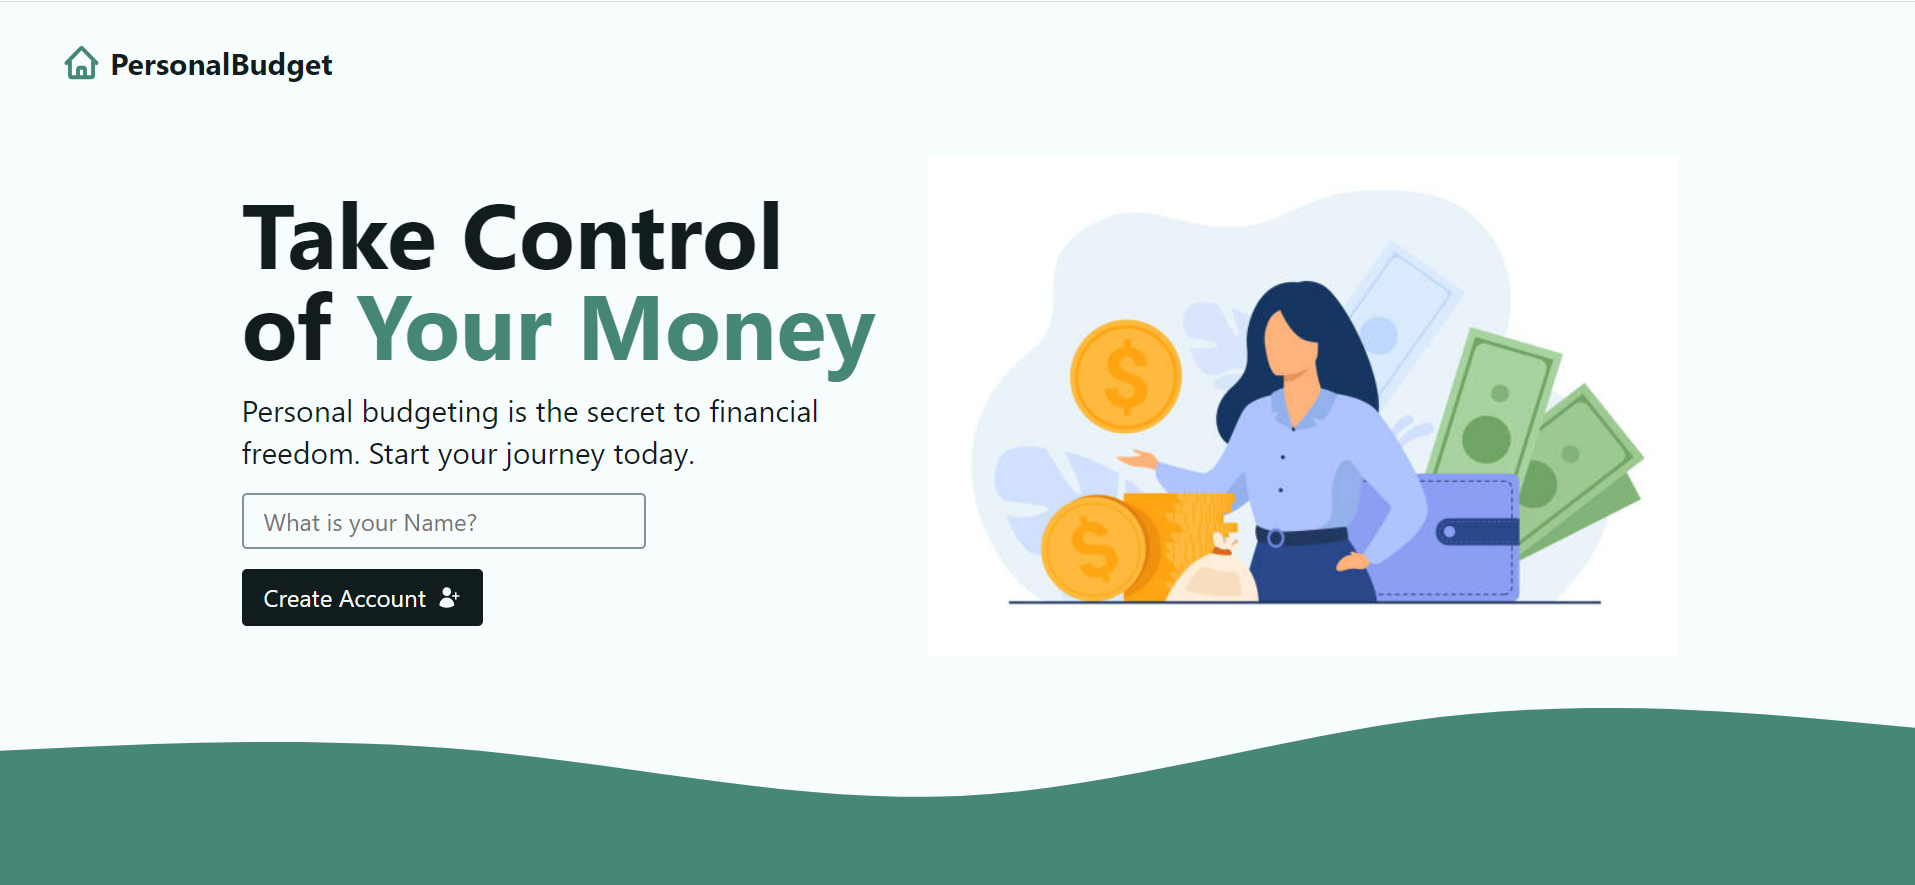 PersonalBudget
Take Control
of Your Money
Personal budgeting is the secret to financial
freedom. Start your journey today.
What is your Name?
Create Account
$
$